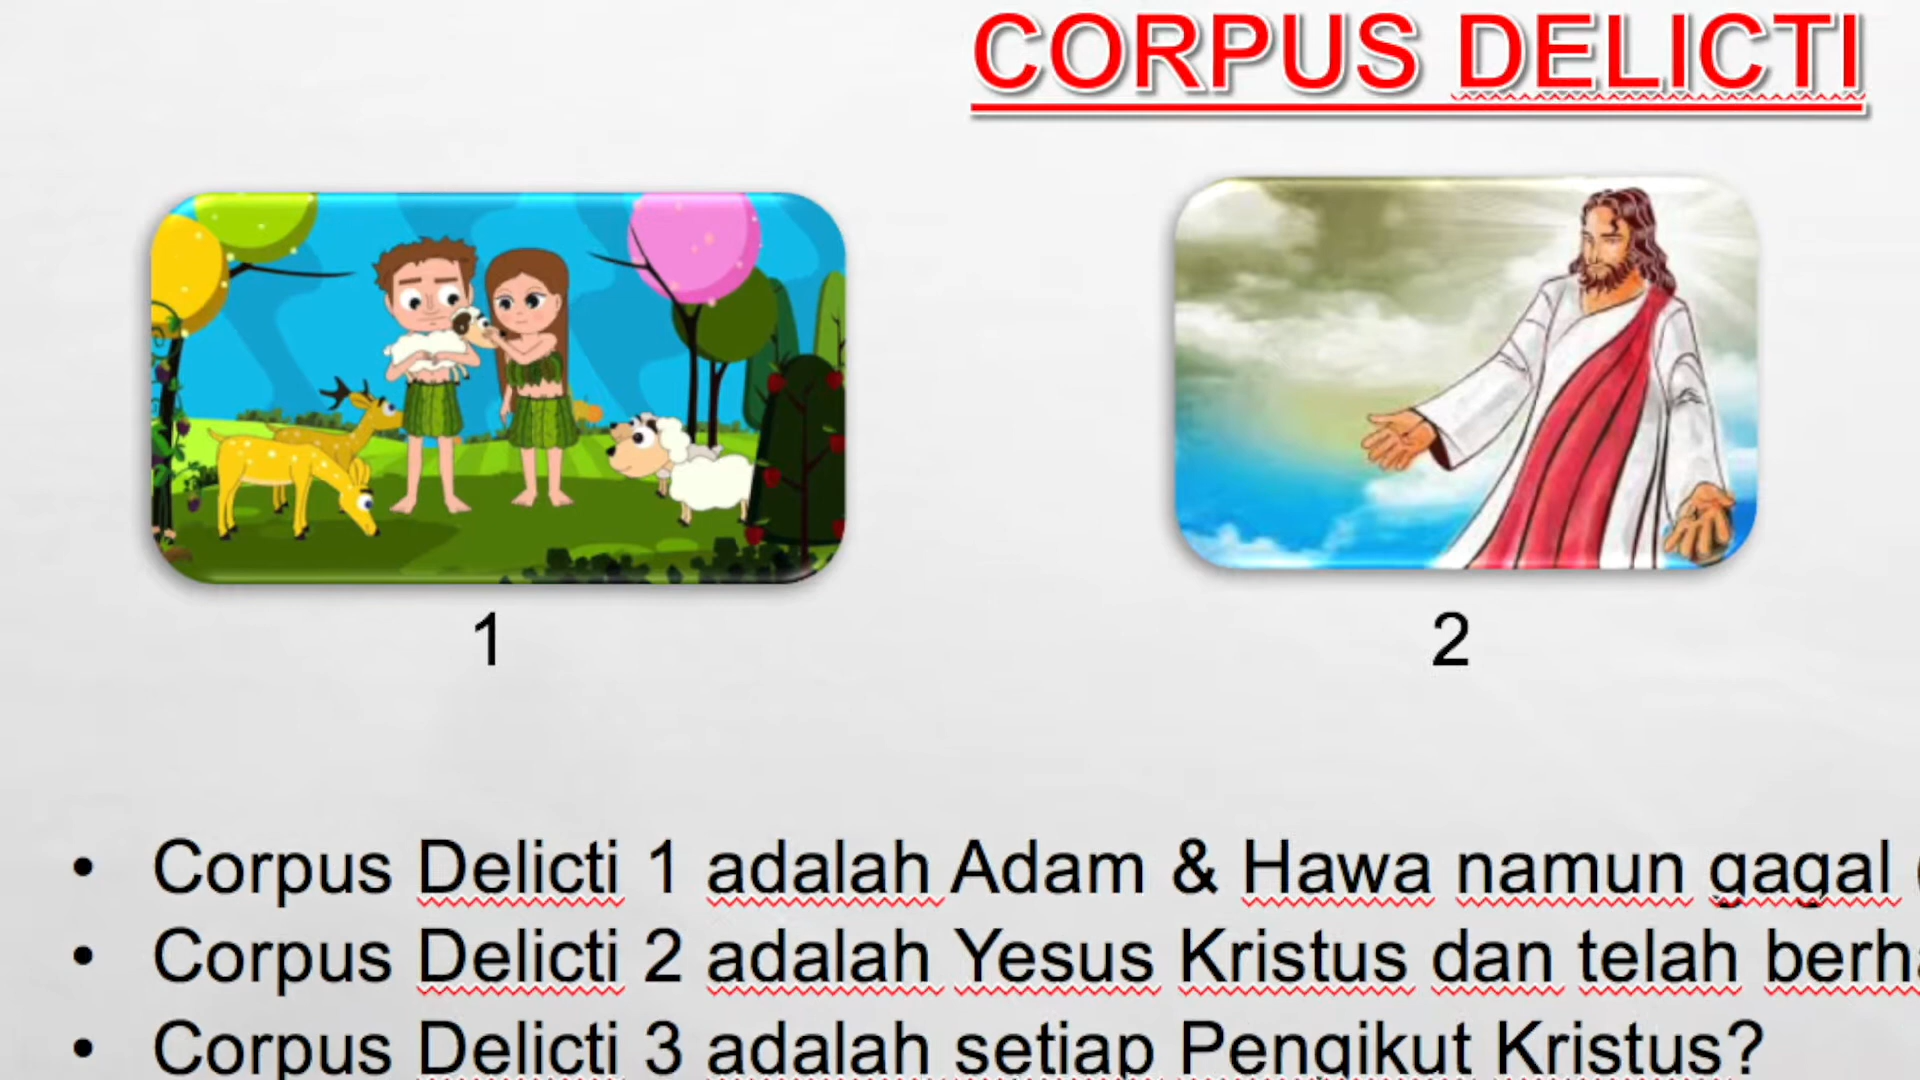 CORPUS DELICTI
1
2
• Corpus Delicti 1 adalah Adam & Hawa namun gagal
• Corpus Delicti 2 adalah Yesus Kristus dan telah
• Corpus Delicti 3 adalah setiap Pengikut Kristus?